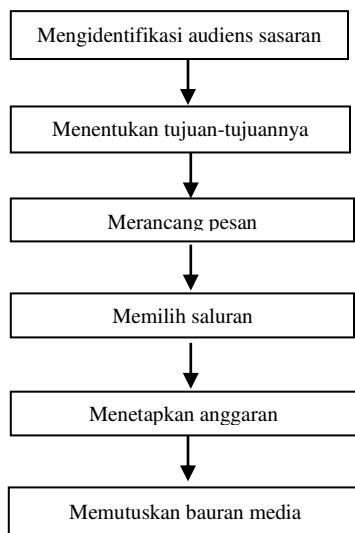 Mengidentifikasi audiens sasaran
Menentukan tujuan-tujuannya
Merancang pesan
Memilih saluran
Menetapkan anggaran
Memutuskan bauran media